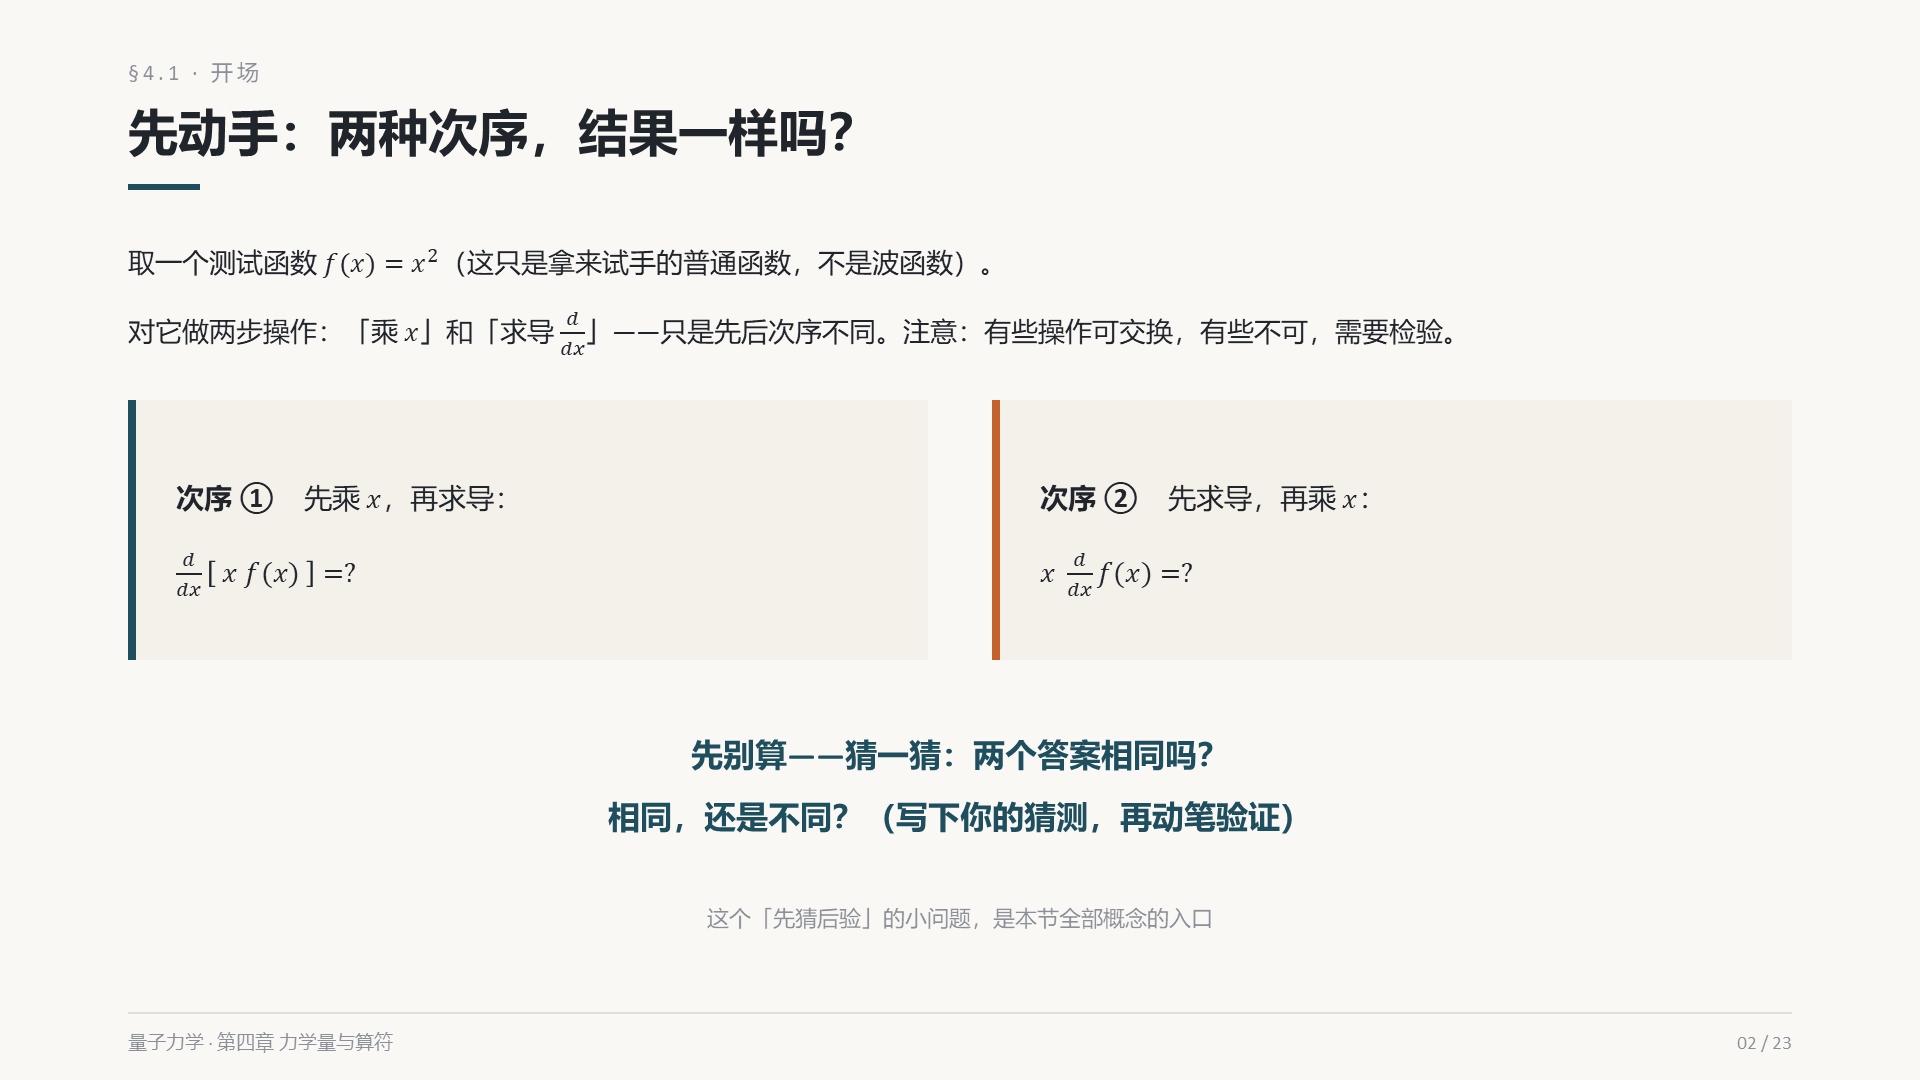 §4.1 · 开场
先动手：两种次序，结果一样吗？
取一个测试函数 f(x) = x²（这只是拿来试手的普通函数，不是波函数）。
对它做两步操作：「乘 x」和「求导 d/dx」——只是先后次序不同。注意：有些操作可交换，有些不可，需要检验。
次序 ① 先乘 x，再求导：
d/dx [ x f(x) ] =?
次序 ② 先求导，再乘 x：
x d/dx f(x) =?
先别算——猜一猜：两个答案相同吗？
相同，还是不同？（写下你的猜测，再动笔验证）
这个「先猜后验」的小问题，是本节全部概念的入口
量子力学 · 第四章 力学量与算符
02 / 23